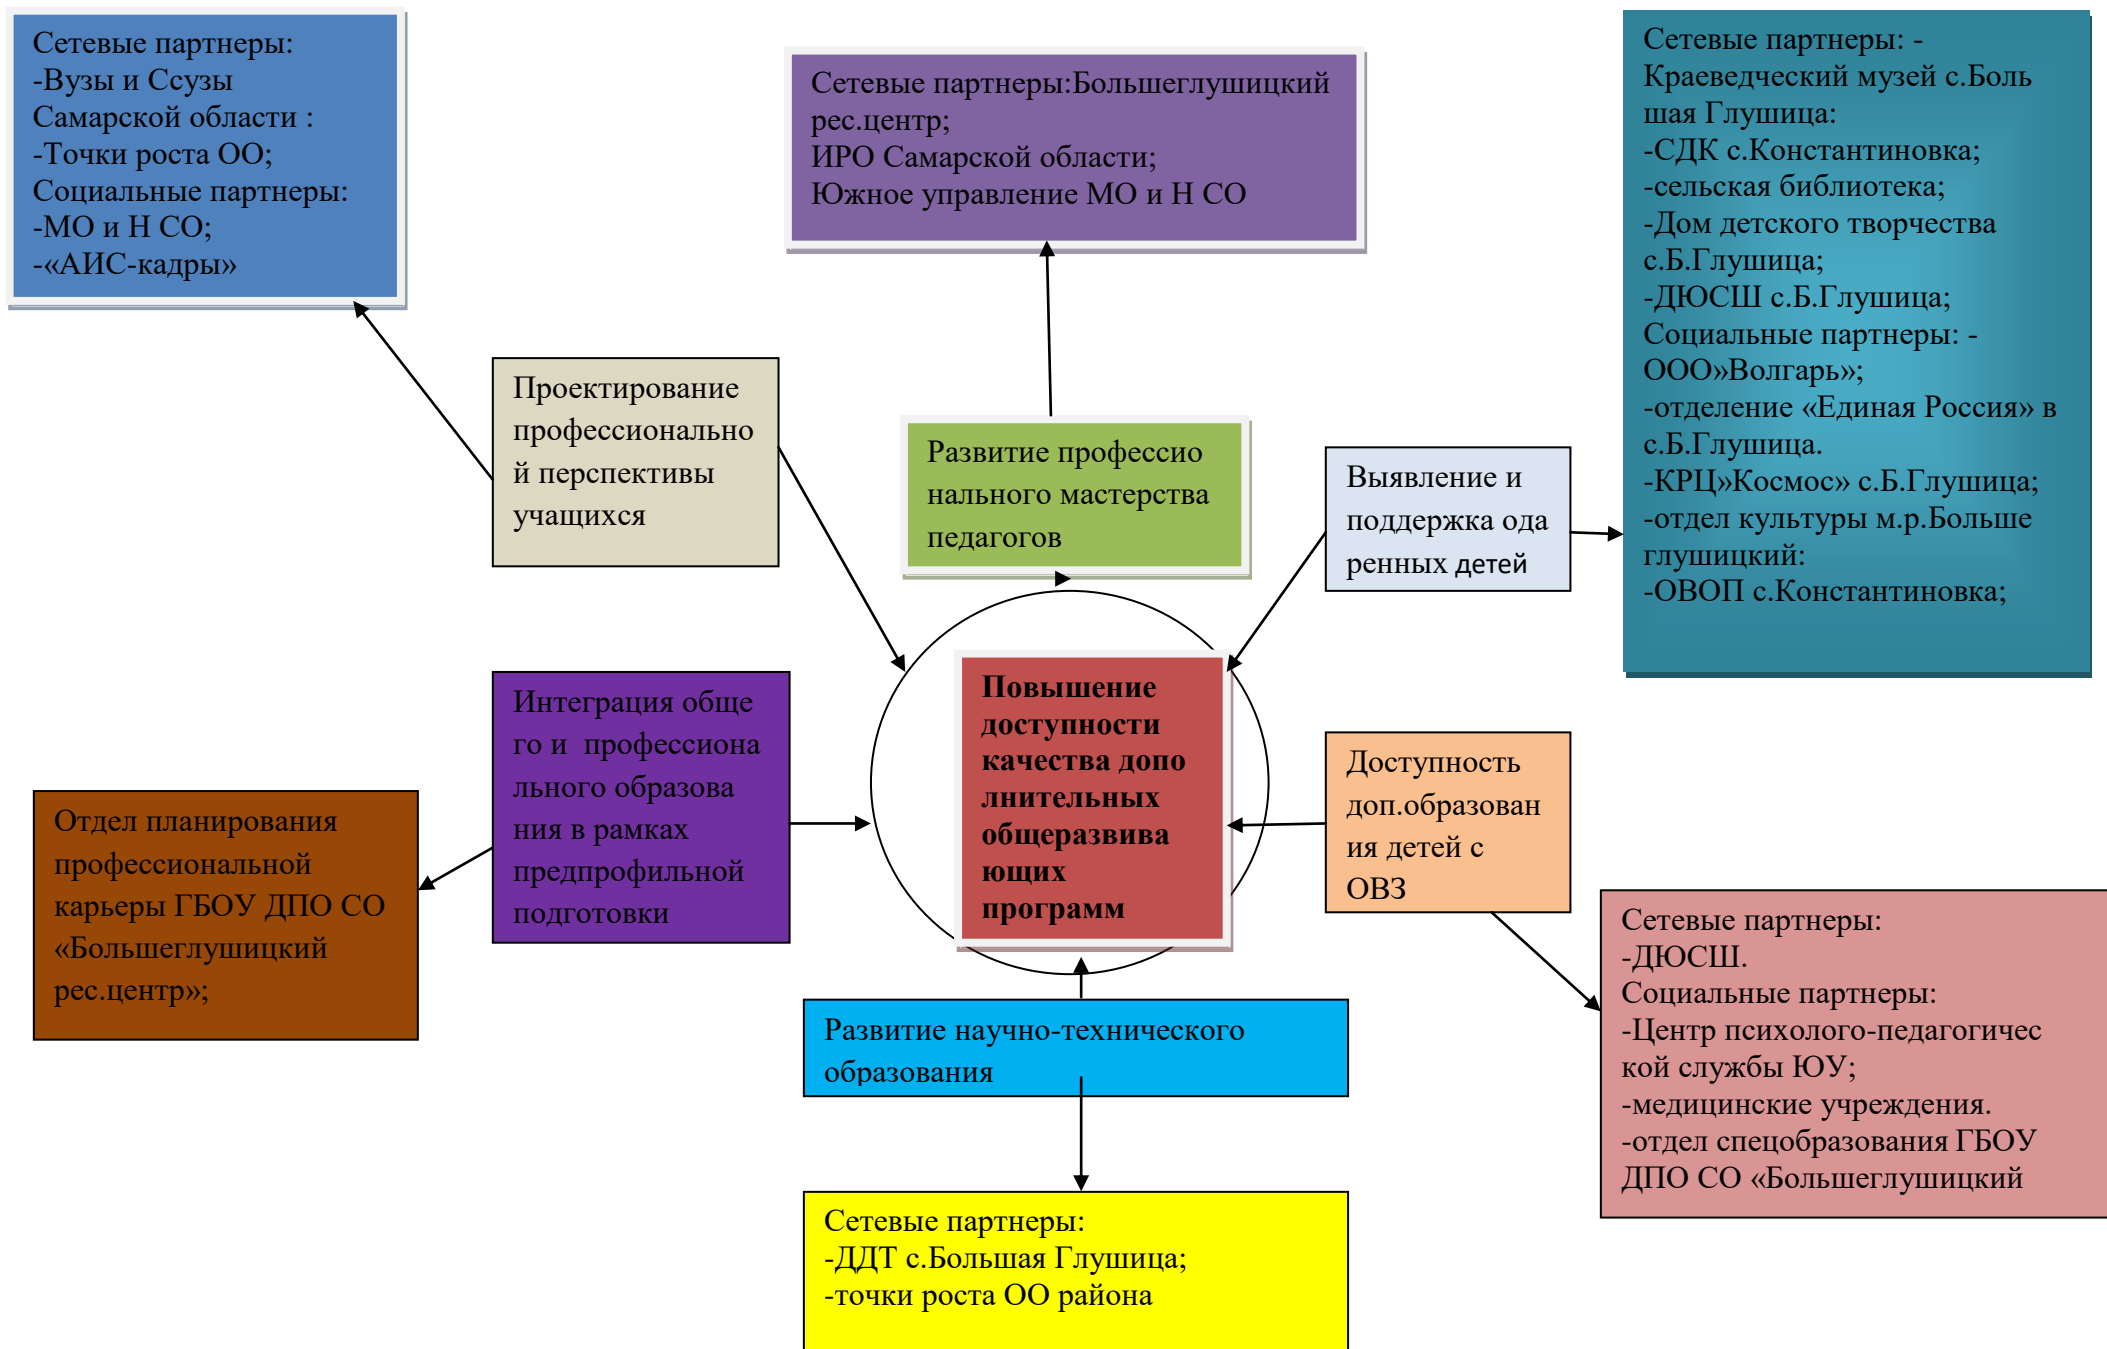 Сетевые партнеры:
-Вузы и Ссузы
Самарской области :
-Точки роста ОО;
Социальные партнеры:
-МО и Н СО;
-«АИС-кадры»
Сетевые партнеры:Большеглушицкий
рес.центр;
ИРО Самарской области;
Южное управление МО и Н СО
Сетевые партнеры: -
Краеведческий музей с.Боль
шая Глушица:
-СДК с.Константиновка;
-сельская библиотека;
-Дом детского творчества
с.Б.Глушица;
-ДЮСШ с.Б.Глушица;
Социальные партнеры: -
ООО»Волгарь»;
-отделение «Единая Россия» в
с.Б.Глушица.
-КРЦ»Космос» с.Б.Глушица;
-отдел культуры м.р.Больше
глушицкий:
-ОВОП с.Константиновка;
Проектирование
профессионально
й перспективы
учащихся
Развитие профессио
нального мастерства
педагогов
Выявление и
поддержка ода
ренных детей
Интеграция обще
го и  профессиона
льного образова
ния в рамках
предпрофильной
подготовки
Повышение
доступности
качества допо
лнительных
общеразвива
ющих
программ
Доступность
доп.образован
ия детей с
ОВЗ
Отдел планирования
профессиональной
карьеры ГБОУ ДПО СО
«Большеглушицкий
рес.центр»;
Сетевые партнеры:
-ДЮСШ.
Социальные партнеры:
-Центр психолого-педагогичес
кой службы ЮУ;
-медицинские учреждения.
-отдел спецобразования ГБОУ
ДПО СО «Большеглушицкий
Развитие научно-технического
образования
Сетевые партнеры:
-ДДТ с.Большая Глушица;
-точки роста ОО района